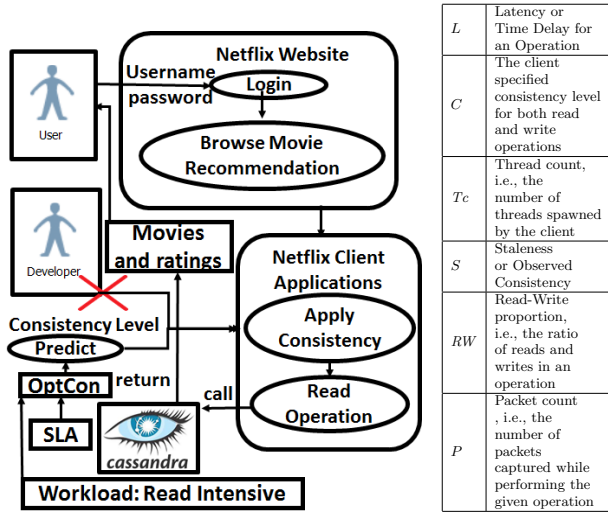 Netflix Website
Username
password
Login
User
Browse Movie
Recommendation
Movies
and ratings
Developer
Netflix Client
Applications
Consistency Level
Apply
Consistency
Predict
OptCon
return
call
Read
Operation
SLA
cassandra
Workload: Read Intensive
L
Latency or
Time Delay for
an Operation
C
The client
specified
consistency level
for both read
and write
operations
Tc
Thread count,
i.e., the
number of
threads spawned
by the client
S
Staleness
or Observed
Consistency
RW
Read-Write
proportion,
i.e., the ratio
of reads and
writes in an
operation
P
Packet count
, i.e., the
number of
packets
captured while
performing the
given operation